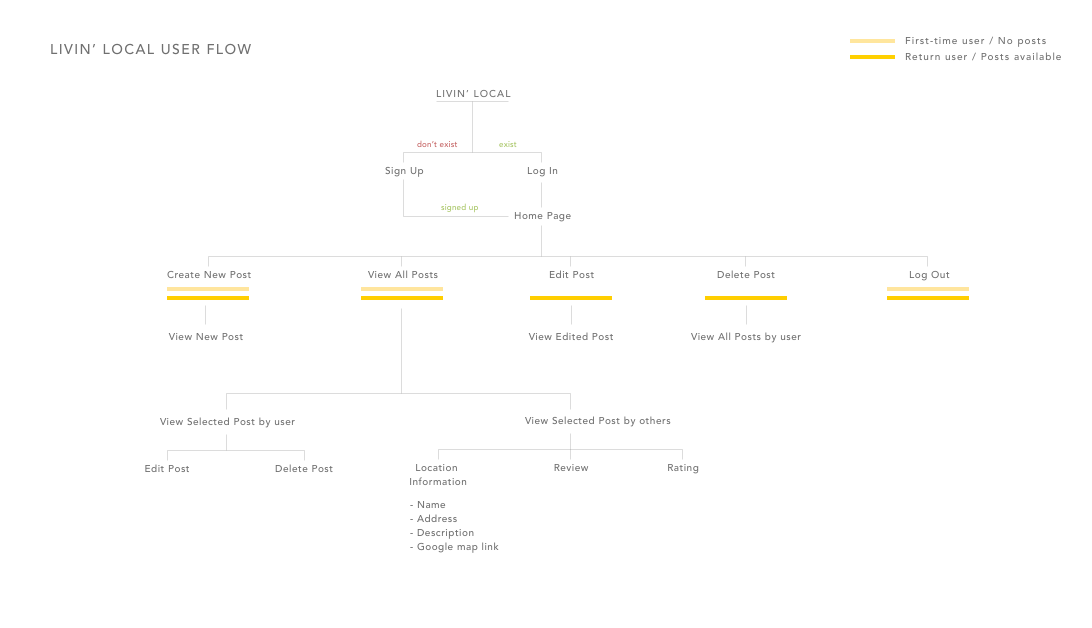 LIVIN' LOCAL USER FLOW
First-time user / No posts
Return user / Posts available
LIVIN' LOCAL
don't exist
exist
Sign Up
Log In
signed up
Home Page
Create New Post
View All Posts
Edit Post
Delete Post
Log Out
View New Post
View Edited Post
View All Posts by user
View Selected Post by user
View Selected Post by others
Edit Post
Delete Post
Location
Information
Review
Rating
- Name
- Address
- Description
- Google map link